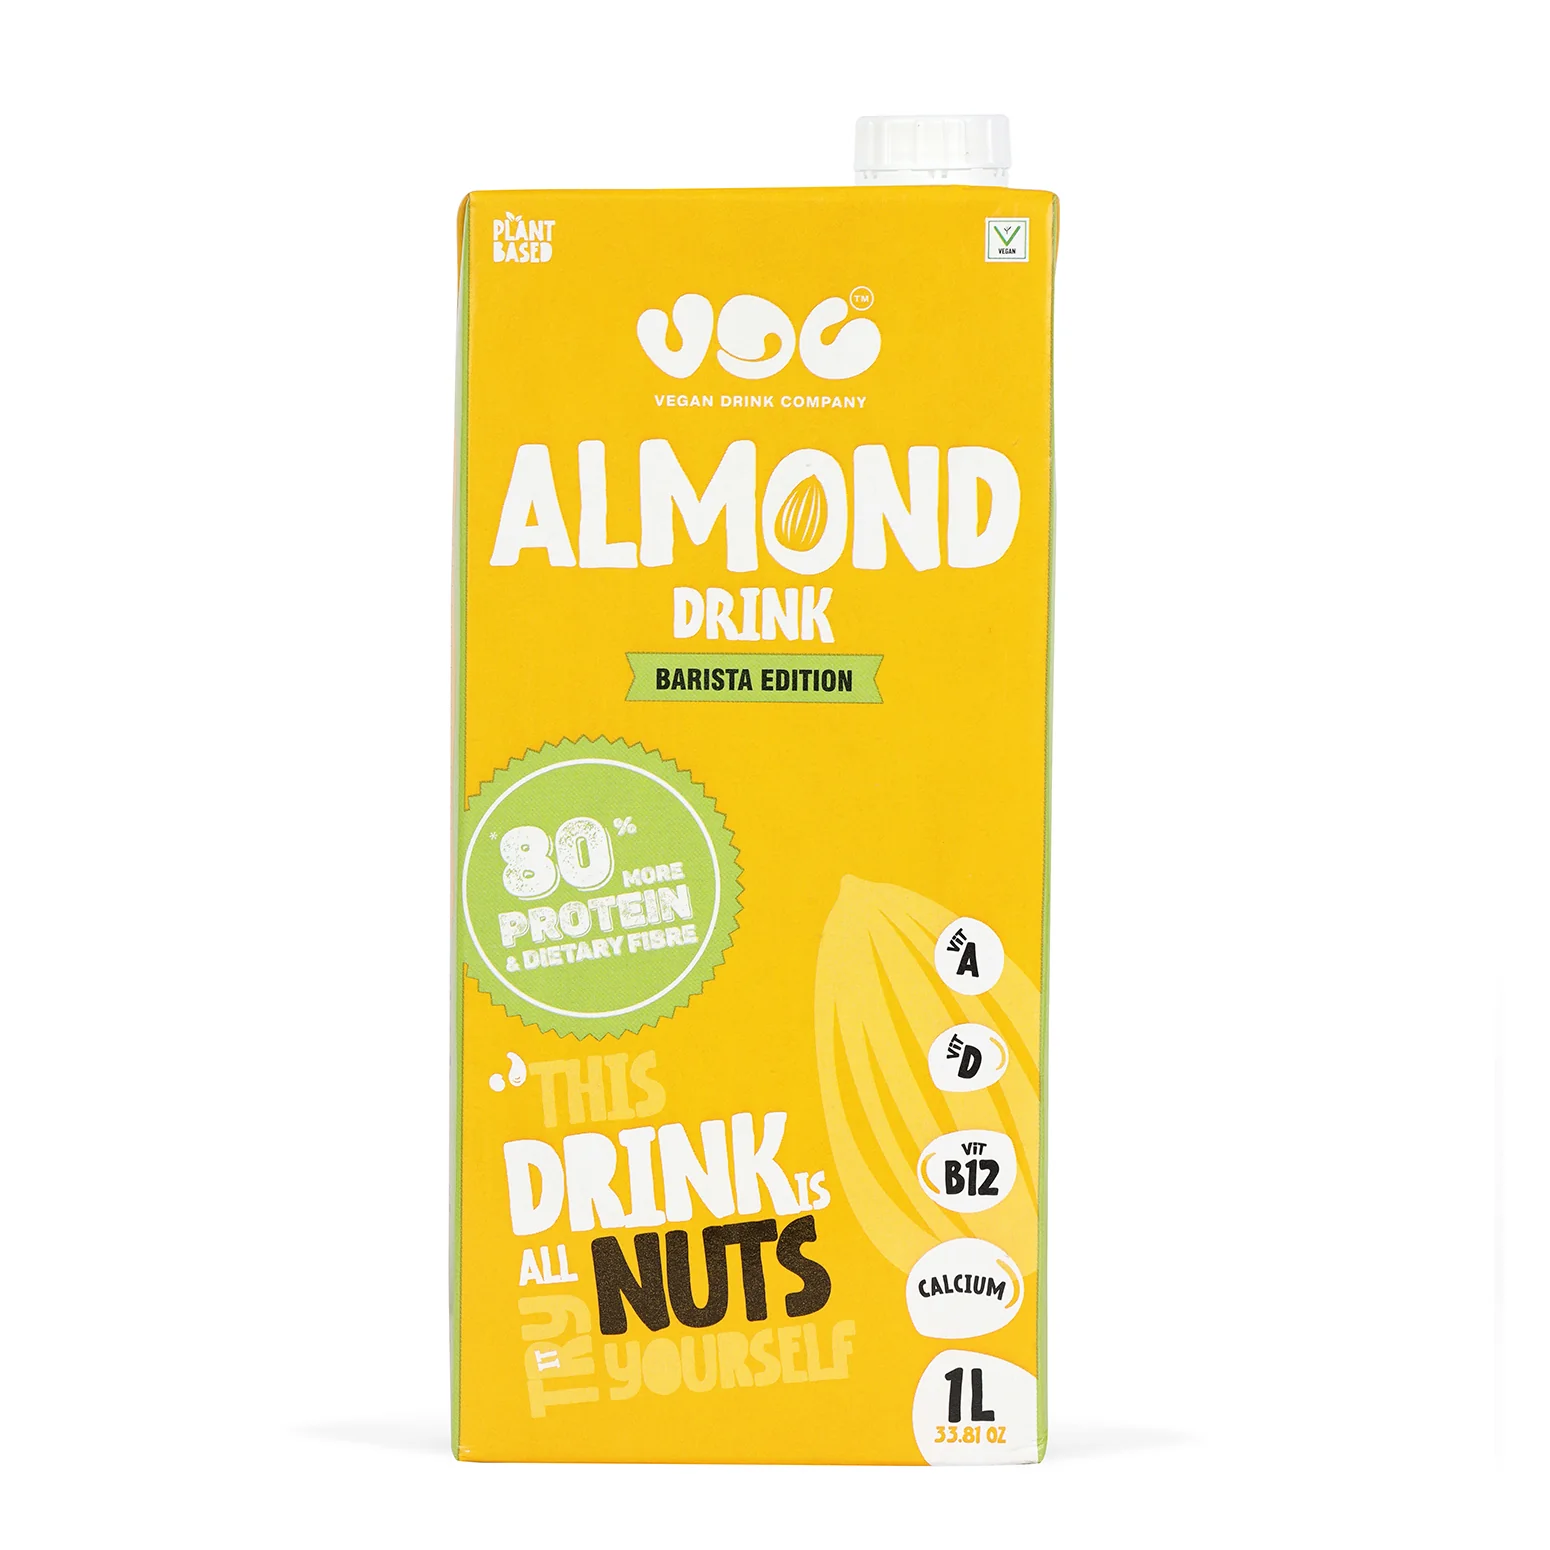 PLANT
BASED
VEGAN
VDC™
VEGAN DRINK COMPANY
ALMOND
DRINK
BARISTA EDITION
*80%
MORE
PROTEIN
& DIETARY FIBRE
THIS
DRINK IS
ALL NUTS
TRY IT YOURSELF
ViT
A
ViT
D
ViT
B12
CALCIUM
1L
33.81 OZ